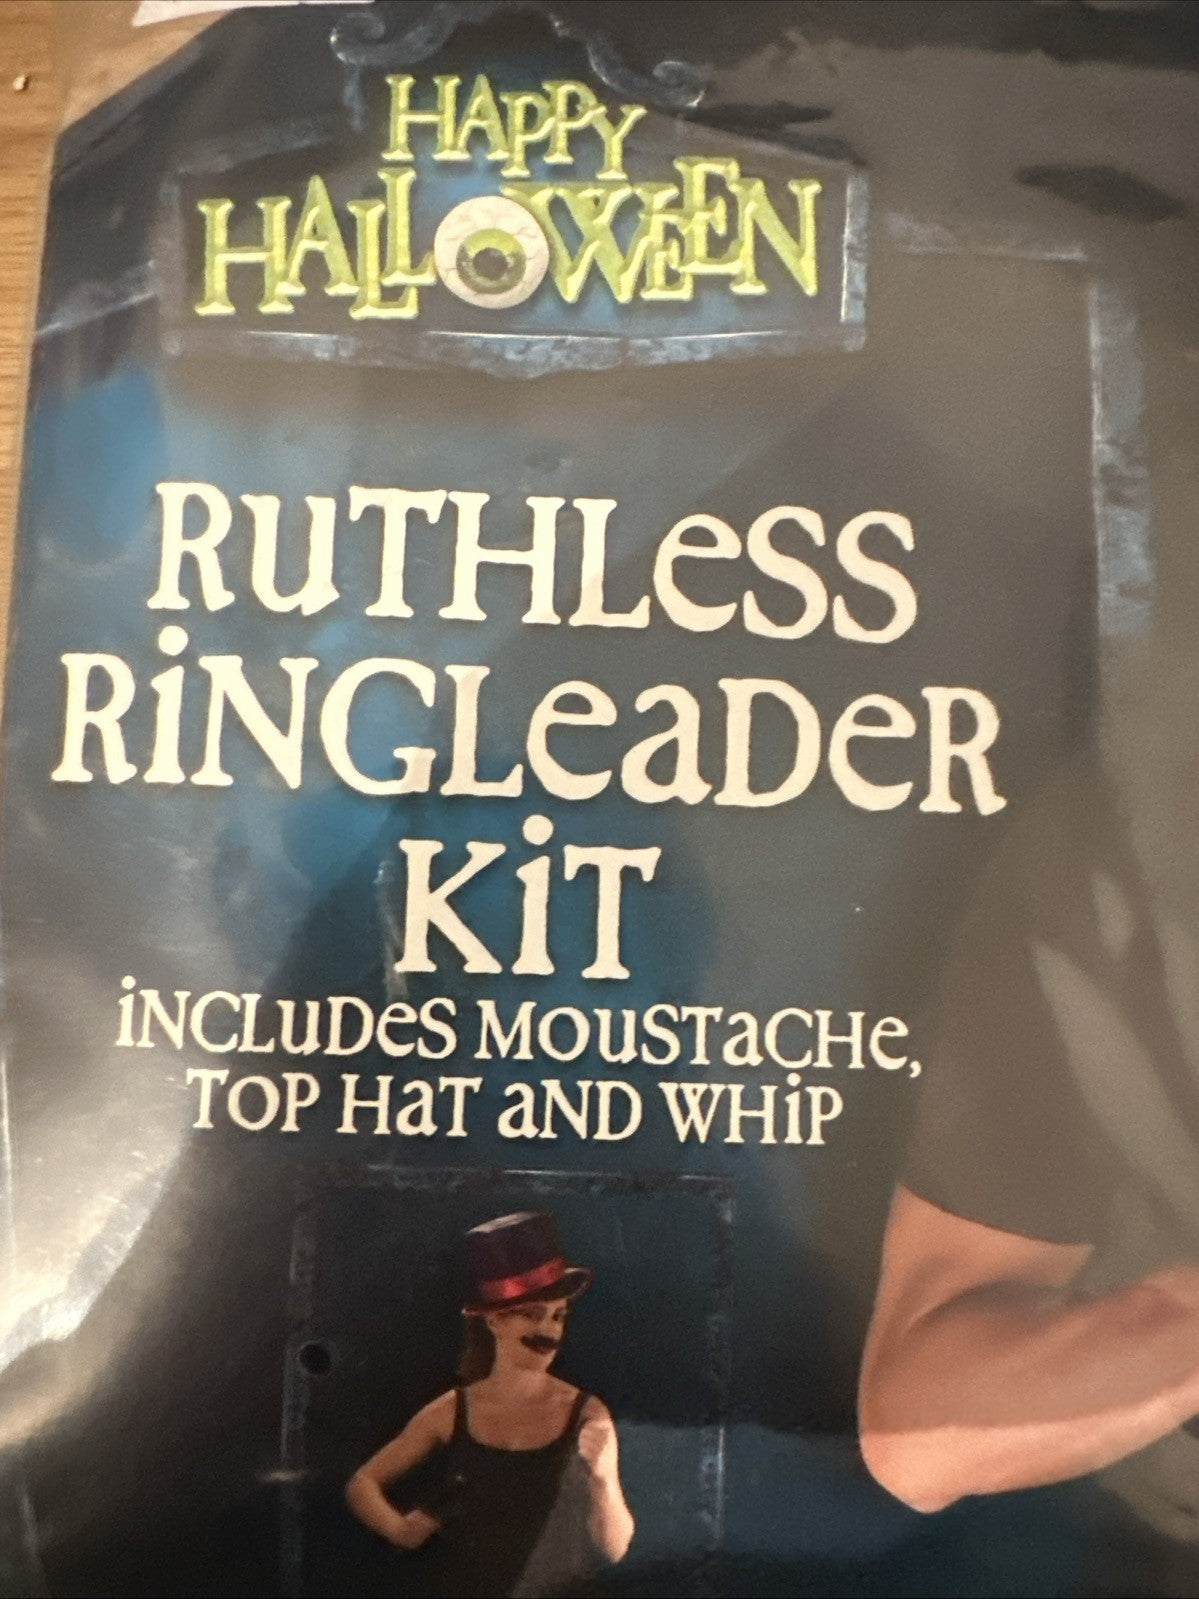 HAPPY
HALLOWEEN
RuTHLeSS
RiNGLeaDeR
KiT
iNCLuDeS MOuSTaCHe,
TOP HaT aND WHiP